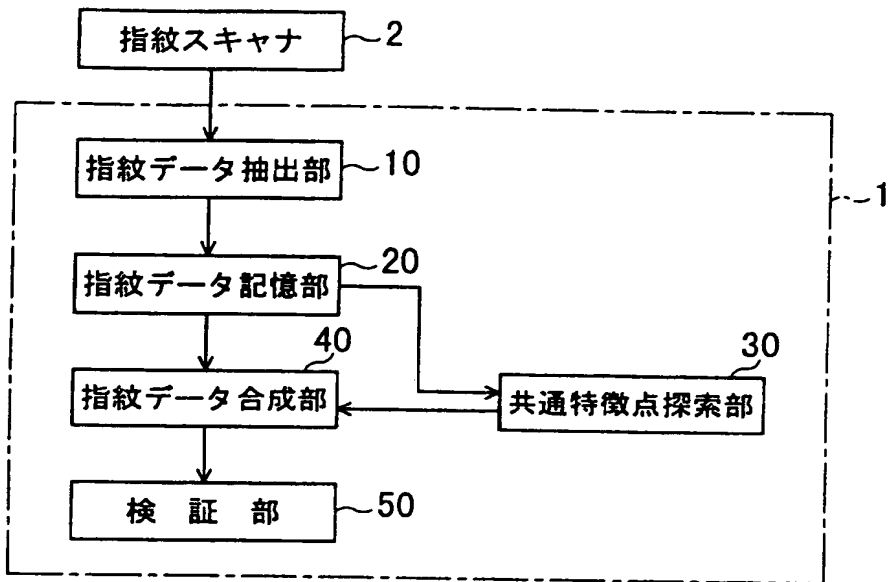 指紋スキャナ 2
指紋データ抽出部 10
1
指紋データ記憶部 20
指紋データ合成部 40
共通特徴点探索部 30
検証部 50